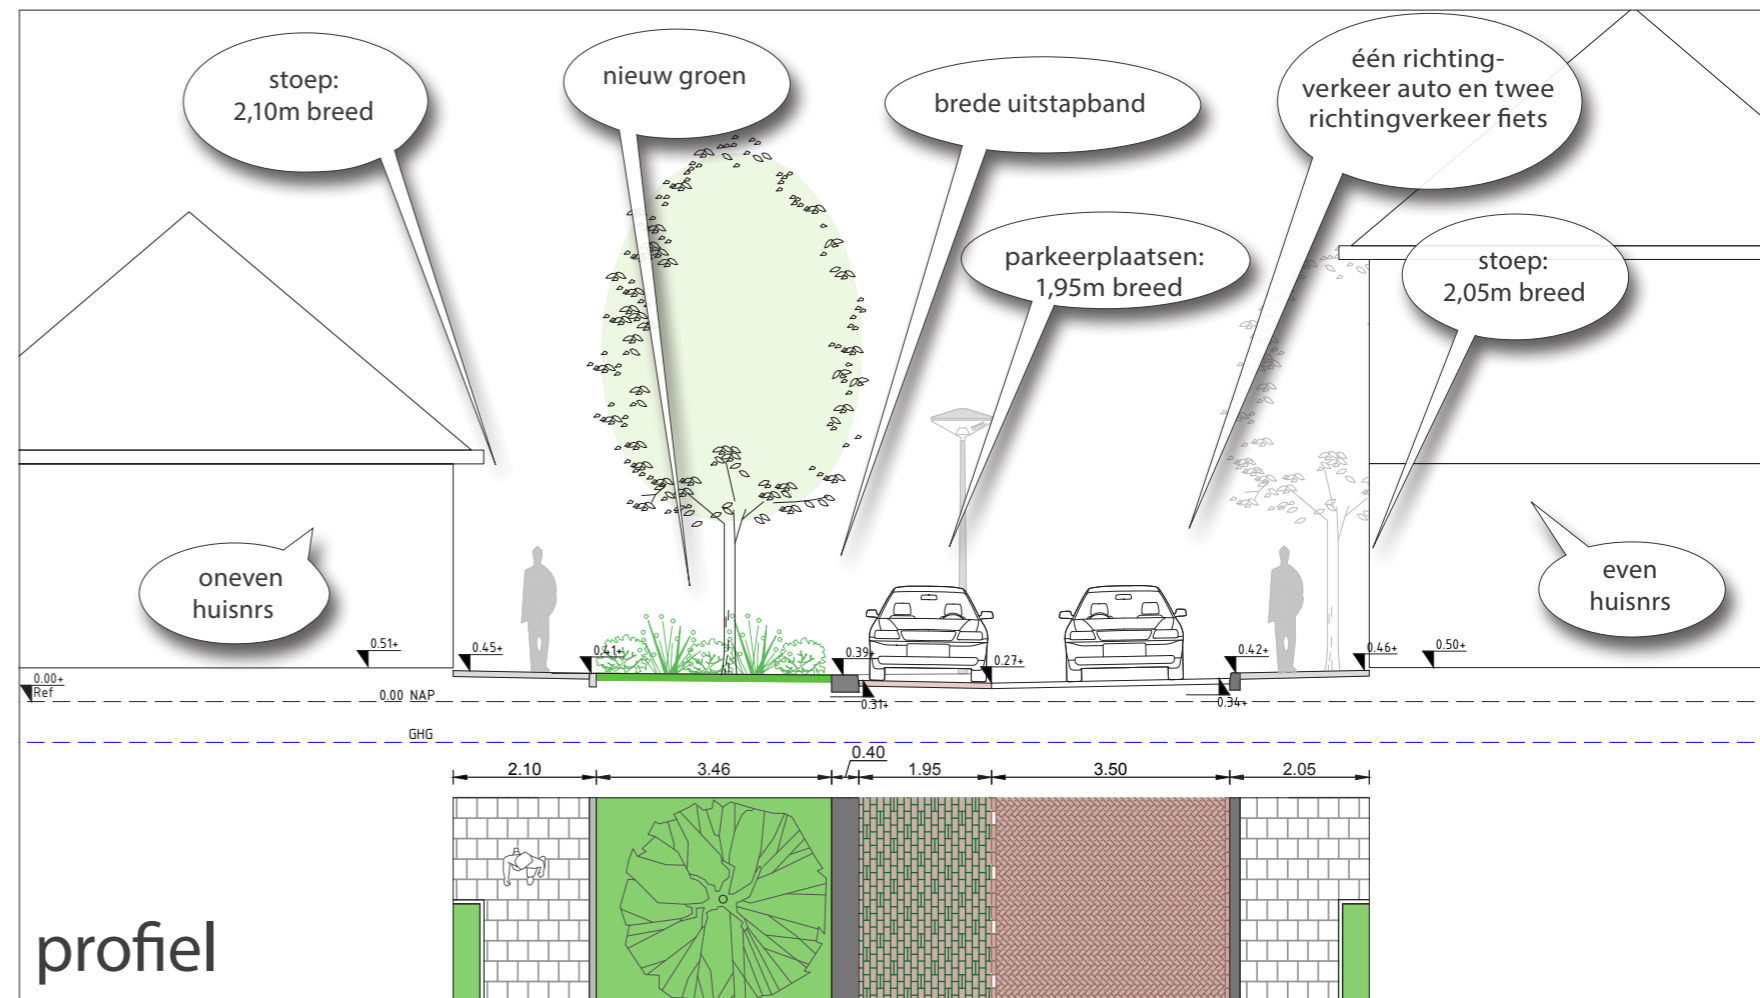 stoep:
2,10m breed
nieuw groen
brede uitstapband
één richting-
verkeer auto en twee
richtingverkeer fiets
parkeerplaatsen:
1,95m breed
stoep:
2,05m breed
oneven
huisnrs
even
huisnrs
0.51+
0.45+
0.41+
0.39+
0.27+
0.42+
0.46+
0.50+
0.00+
Ref
0.00 NAP
0.31+
0.34+
GHG
0.40
2.10
3.46
1.95
3.50
2.05
profiel